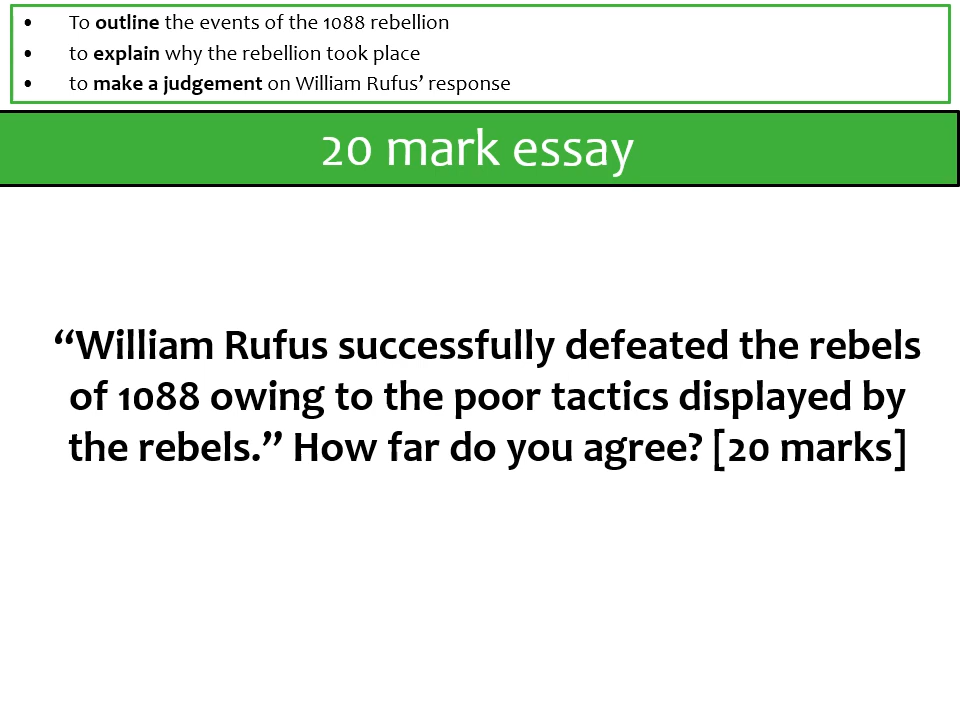 • To outline the events of the 1088 rebellion
• to explain why the rebellion took place
• to make a judgement on William Rufus’ response
20 mark essay
“William Rufus successfully defeated the rebels
of 1088 owing to the poor tactics displayed by
the rebels.” How far do you agree? [20 marks]